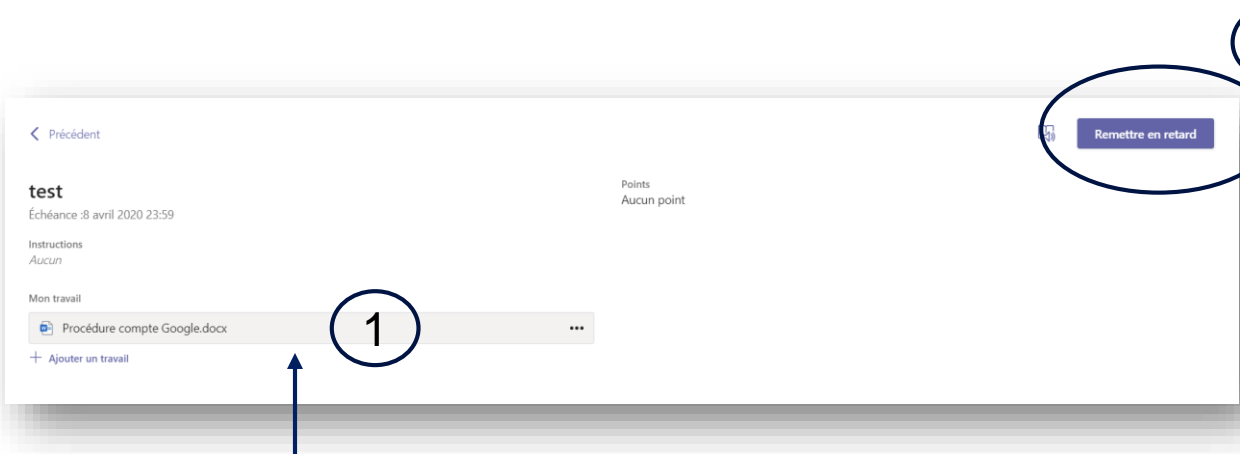 Précédent
Remettre en retard
test
Échéance :8 avril 2020 23:59
Points
Aucun point
Instructions
Aucun
Mon travail
Procédure compte Google.docx
1
+ Ajouter un travail